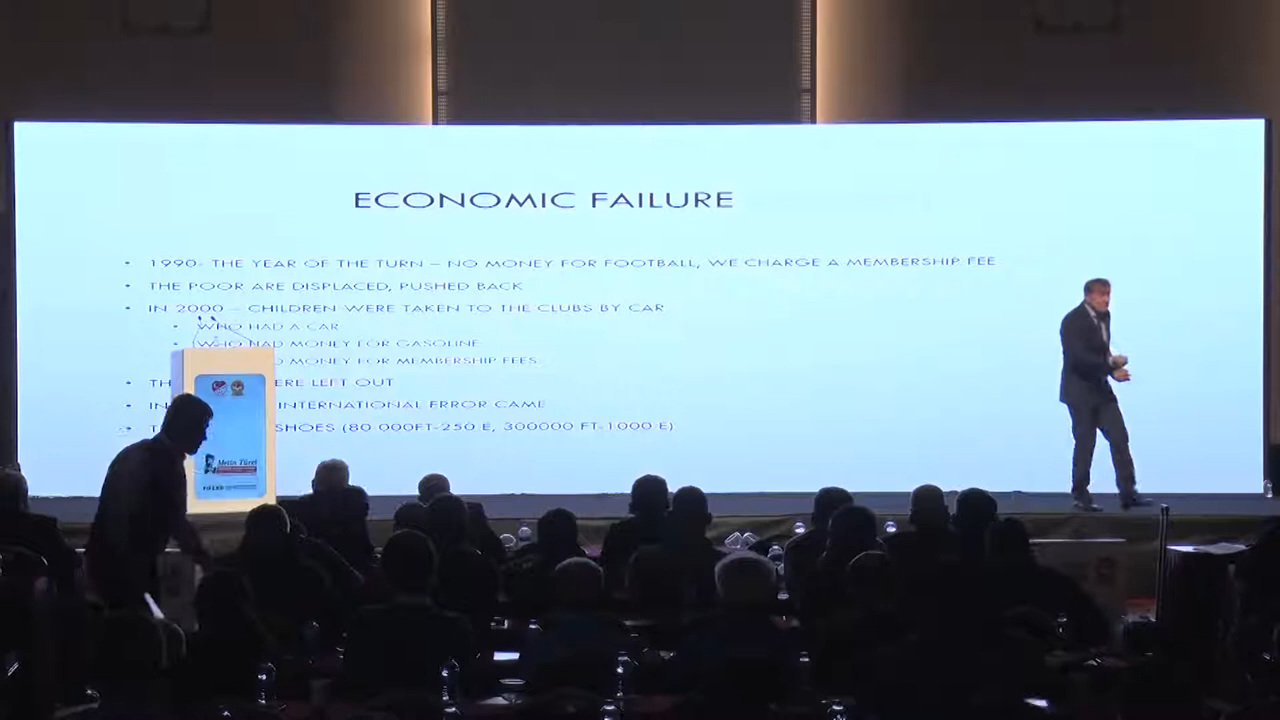 ECONOMIC FAILURE
• 1990- THE YEAR OF THE TURN – NO MONEY FOR FOOTBALL, WE CHARGE A MEMBERSHIP FEE
• THE POOR ARE DISPLACED, PUSHED BACK
• IN 2000 – CHILDREN WERE TAKEN TO THE CLUBS BY CAR
• WHO HAD A CAR
• WHO HAD MONEY FOR GASOLINE
MONEY FOR MEMBERSHIP FEES
LEFT OUT
INTERNATIONAL ERROR CAME
SHOES (80 000FT-250 E, 300000 FT-1000 E)
Metin Türel